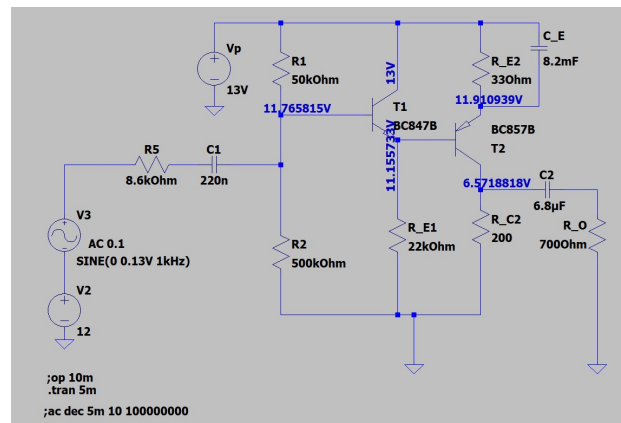 C_E
8.2mF
Vp
13V
R1
50kOhm
13V
R_E2
33Ohm
11.765815V
T1
BC847B
11.910939V
BC857B
T2
11.155733V
R5
8.6kOhm
C1
220n
6.5718818V
C2
6.8µF
V3
AC 0.1
SINE(0 0.13V 1kHz)
R2
500kOhm
R_E1
22kOhm
R_C2
200
R_O
700Ohm
V2
12
;op 10m
.tran 5m
;ac dec 5m 10 100000000